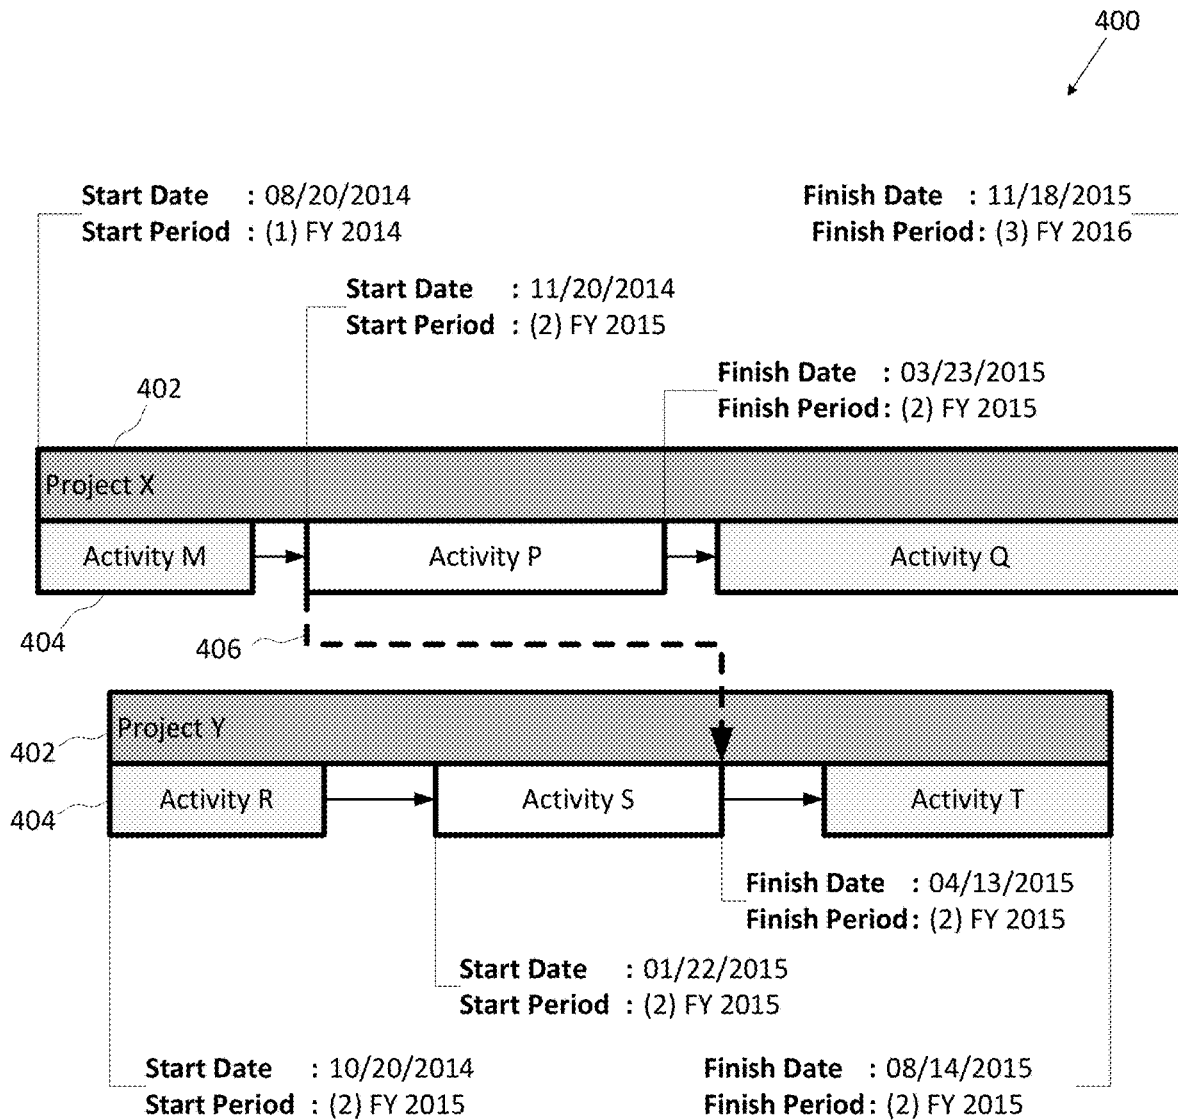 400
Start Date : 08/20/2014
Start Period : (1) FY 2014
Finish Date : 11/18/2015
Finish Period : (3) FY 2016
Start Date : 11/20/2014
Start Period : (2) FY 2015
Finish Date : 03/23/2015
Finish Period : (2) FY 2015
402
Project X
Activity M
Activity P
Activity Q
404
406
Project Y
402
Activity R
Activity S
Activity T
404
Finish Date : 04/13/2015
Finish Period : (2) FY 2015
Start Date : 01/22/2015
Start Period : (2) FY 2015
Start Date : 10/20/2014
Start Period : (2) FY 2015
Finish Date : 08/14/2015
Finish Period : (2) FY 2015